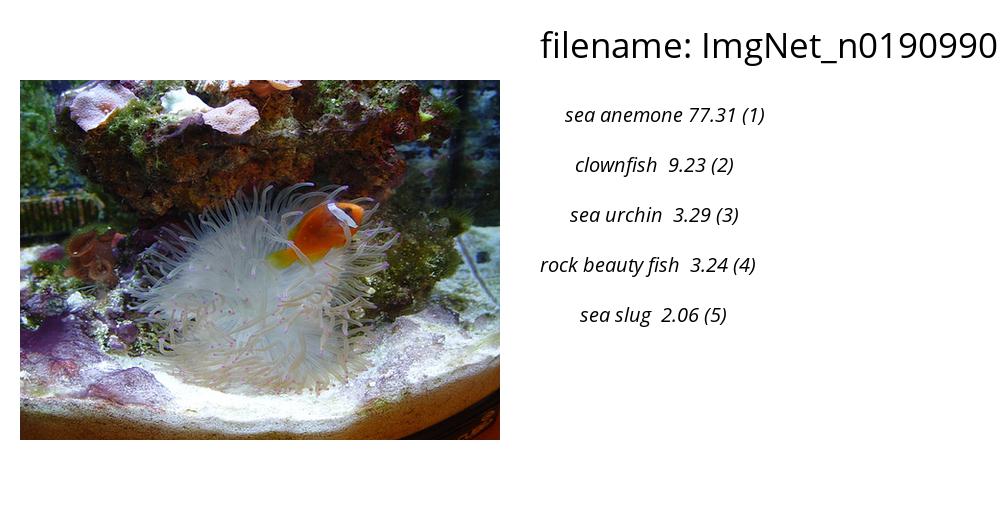 filename: ImgNet_n0190990
sea anemone 77.31 (1)
clownfish 9.23 (2)
sea urchin 3.29 (3)
rock beauty fish 3.24 (4)
sea slug 2.06 (5)